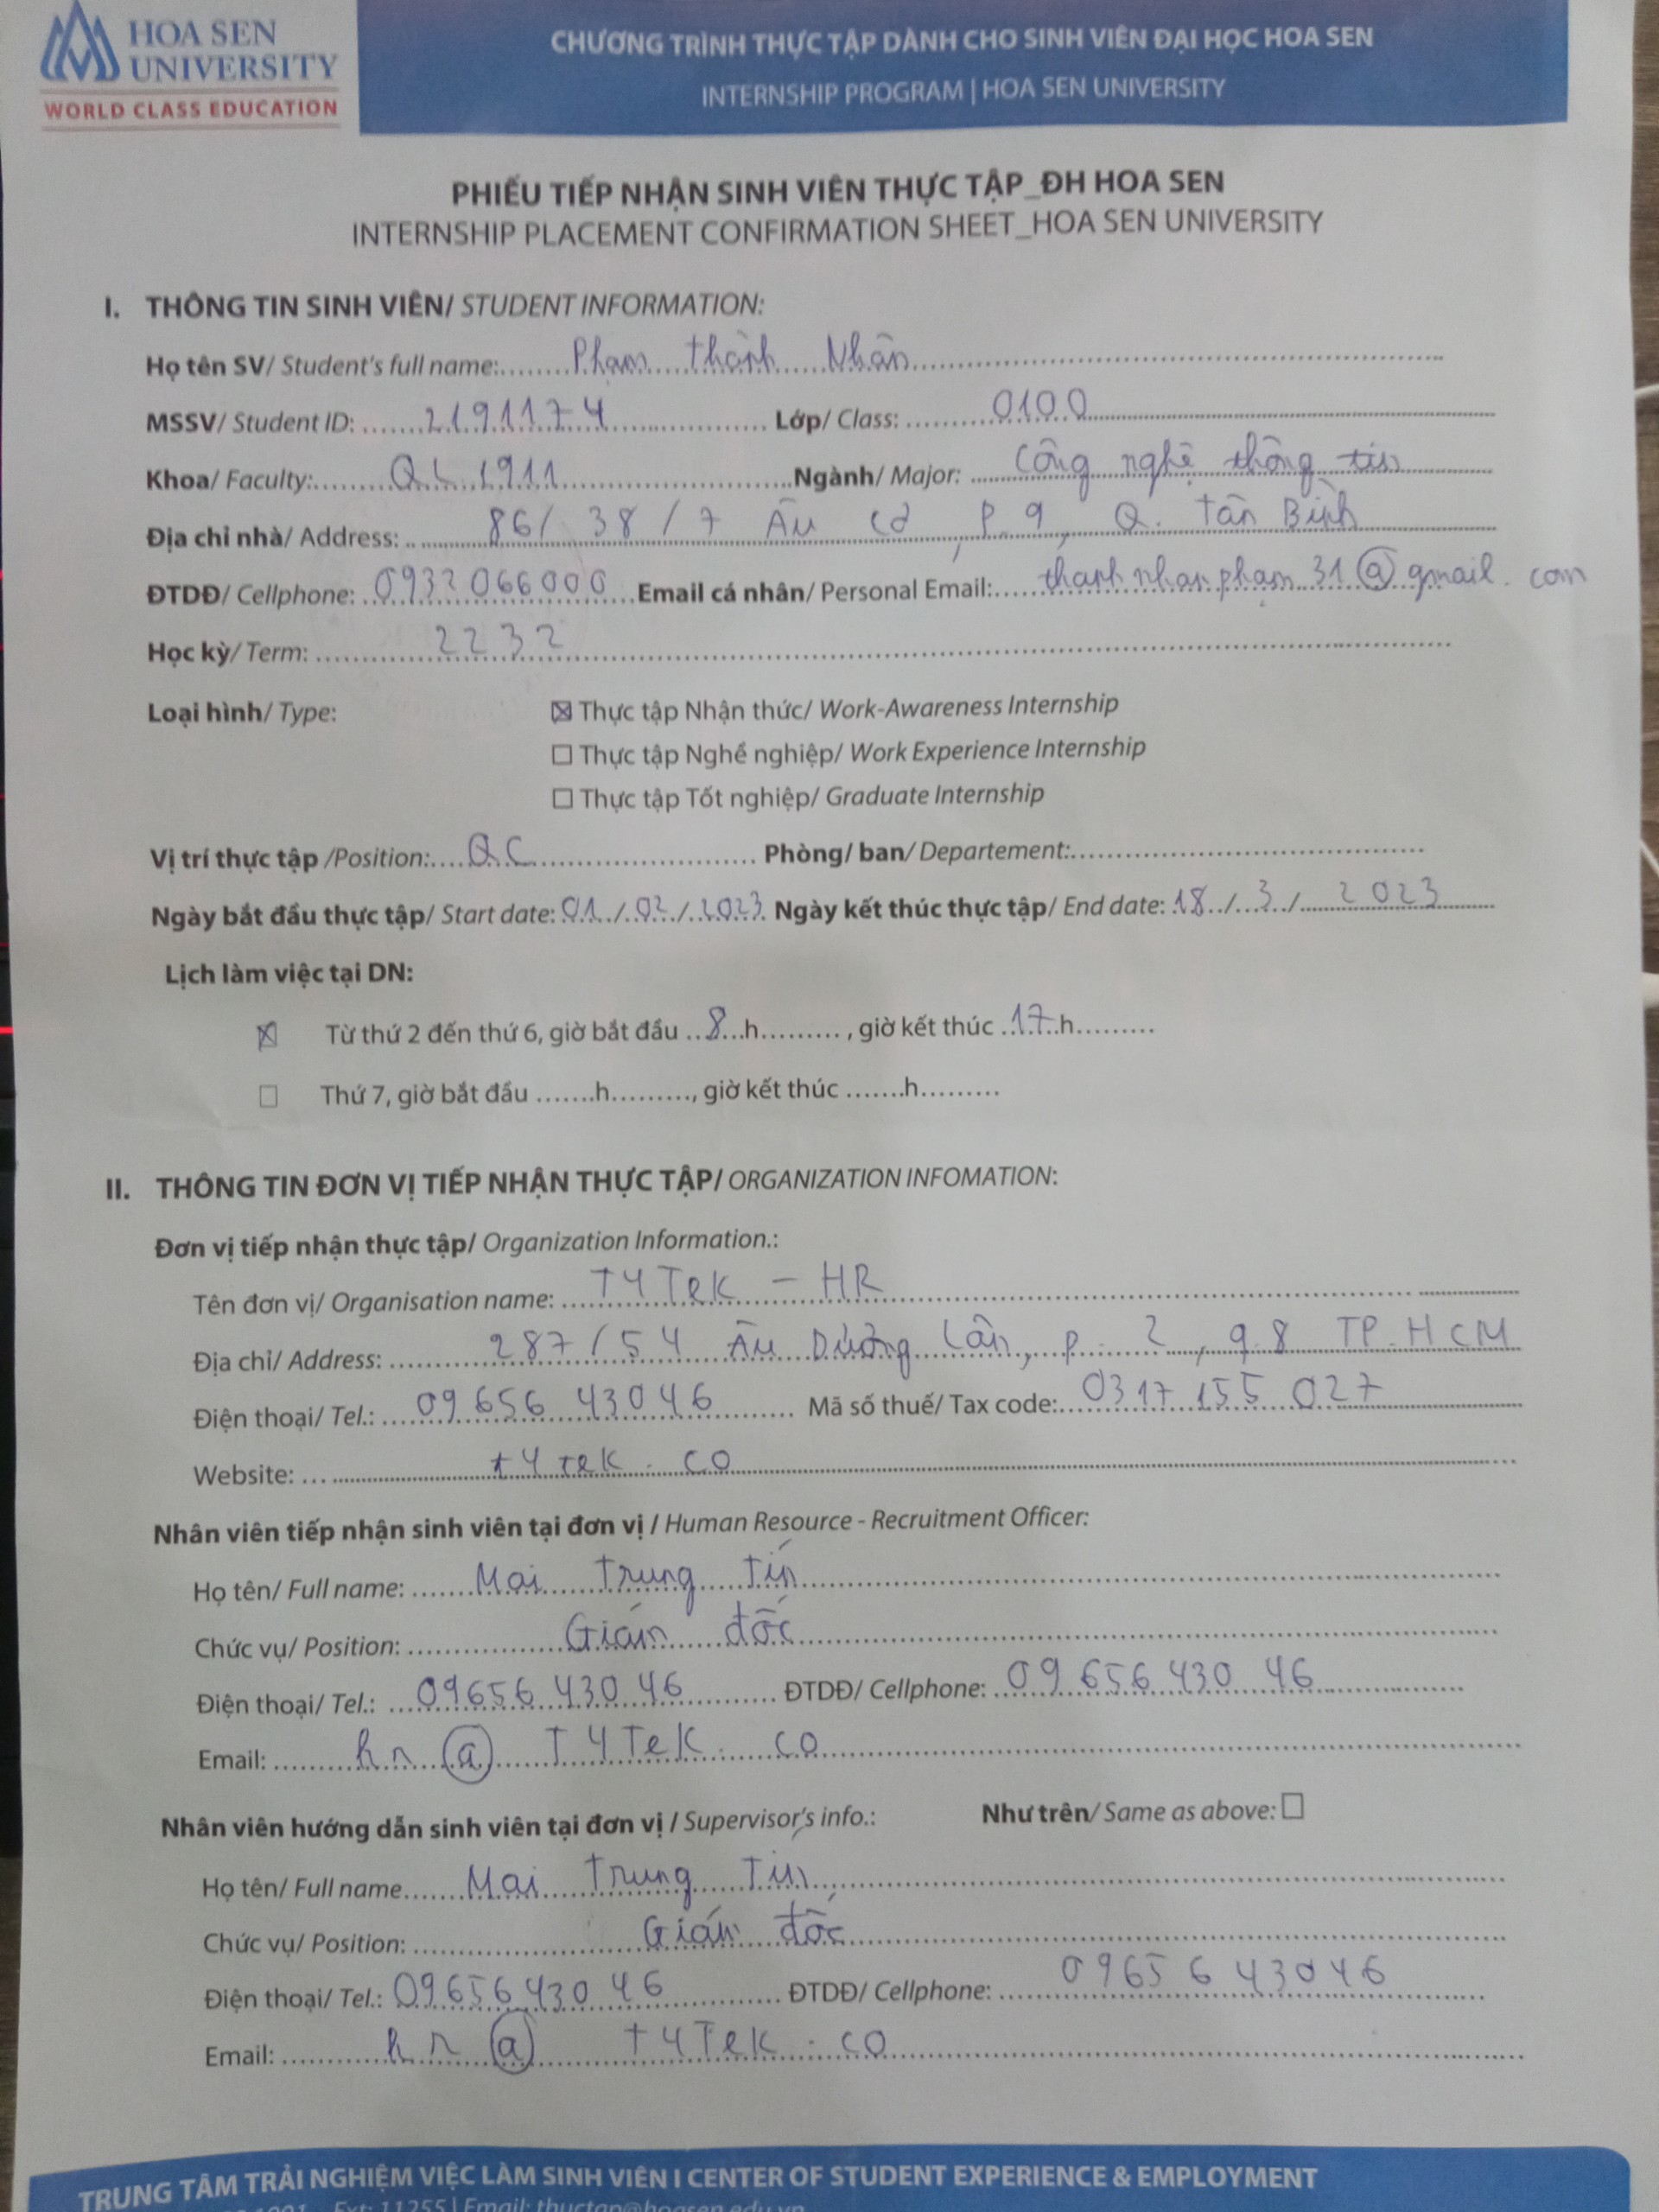 HOA SEN
UNIVERSITY
WORLD CLASS EDUCATION
CHƯƠNG TRÌNH THỰC TẬP DÀNH CHO SINH VIÊN ĐẠI HỌC HOA SEN
INTERNSHIP PROGRAM | HOA SEN UNIVERSITY
PHIẾU TIẾP NHẬN SINH VIÊN THỰC TẬP_ĐH HOA SEN
INTERNSHIP PLACEMENT CONFIRMATION SHEET_HOA SEN UNIVERSITY
I. THÔNG TIN SINH VIÊN/ STUDENT INFORMATION:
Họ tên SV/ Student's full name: Phạm Thành Nhân
MSSV/ Student ID: 2191174 Lớp/ Class: 0100
Khoa/ Faculty: QL 1911 Ngành/ Major: Công nghệ thông tin
Địa chỉ nhà/ Address: 86/ 38 / 7 Âu Cơ, P.9, Q. Tân Bình
ĐTDĐ/ Cellphone: 0932066000 Email cá nhân/ Personal Email: thanhnhanpham31@gmail.com
Học kỳ/ Term: 2232
Loại hình/ Type: ☒ Thực tập Nhận thức/ Work-Awareness Internship
☐ Thực tập Nghề nghiệp/ Work Experience Internship
☐ Thực tập Tốt nghiệp/ Graduate Internship
Vị trí thực tập /Position: QC Phòng/ ban/ Departement:
Ngày bắt đầu thực tập/ Start date: 01/02/2023 Ngày kết thúc thực tập/ End date: 18/3/2023
Lịch làm việc tại DN:
☒ Từ thứ 2 đến thứ 6, giờ bắt đầu 8h, giờ kết thúc 17h
☐ Thứ 7, giờ bắt đầu .......h........., giờ kết thúc .......h.........
II. THÔNG TIN ĐƠN VỊ TIẾP NHẬN THỰC TẬP/ ORGANIZATION INFOMATION:
Đơn vị tiếp nhận thực tập/ Organization Information.:
Tên đơn vị/ Organisation name: T4Tek - HR
Địa chỉ/ Address: 287/54 Âu Dương Lân, p. 2, q.8 TP.HCM
Điện thoại/ Tel.: 0965643046 Mã số thuế/ Tax code: 0317155027
Website: t4tek.co
Nhân viên tiếp nhận sinh viên tại đơn vị / Human Resource - Recruitment Officer:
Họ tên/ Full name: Mai Trung Tín
Chức vụ/ Position: Giám đốc
Điện thoại/ Tel.: 0965643046 ĐTDĐ/ Cellphone: 0965643046
Email: hr@T4Tek.co
Nhân viên hướng dẫn sinh viên tại đơn vị / Supervisor's info.: Như trên/ Same as above: ☐
Họ tên/ Full name Mai Trung Tín
Chức vụ/ Position: Giám đốc
Điện thoại/ Tel.: 0965643046 ĐTDĐ/ Cellphone: 0965643046
Email: hr@t4Tek.co
TRUNG TÂM TRẢI NGHIỆM VIỆC LÀM SINH VIÊN I CENTER OF STUDENT EXPERIENCE & EMPLOYMENT
Ext: 11255 | Email: thuctap@hoasen.edu.vn